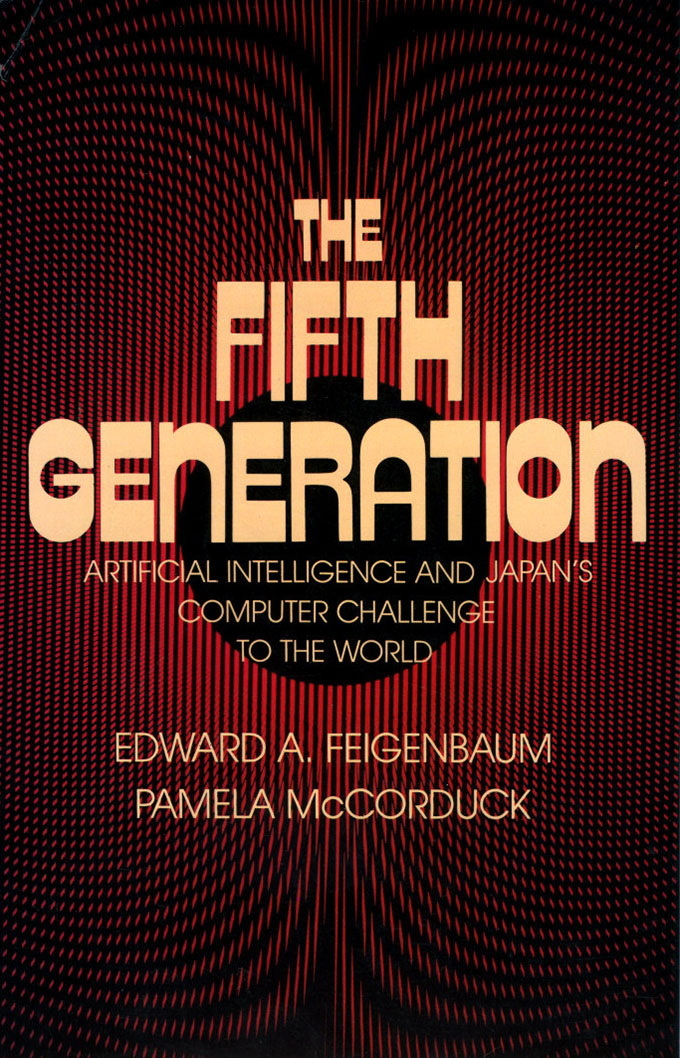 THE
FIFTH
GENERATION
ARTIFICIAL INTELLIGENCE AND JAPAN'S
COMPUTER CHALLENGE
TO THE WORLD
EDWARD A. FEIGENBAUM
PAMELA McCORDUCK